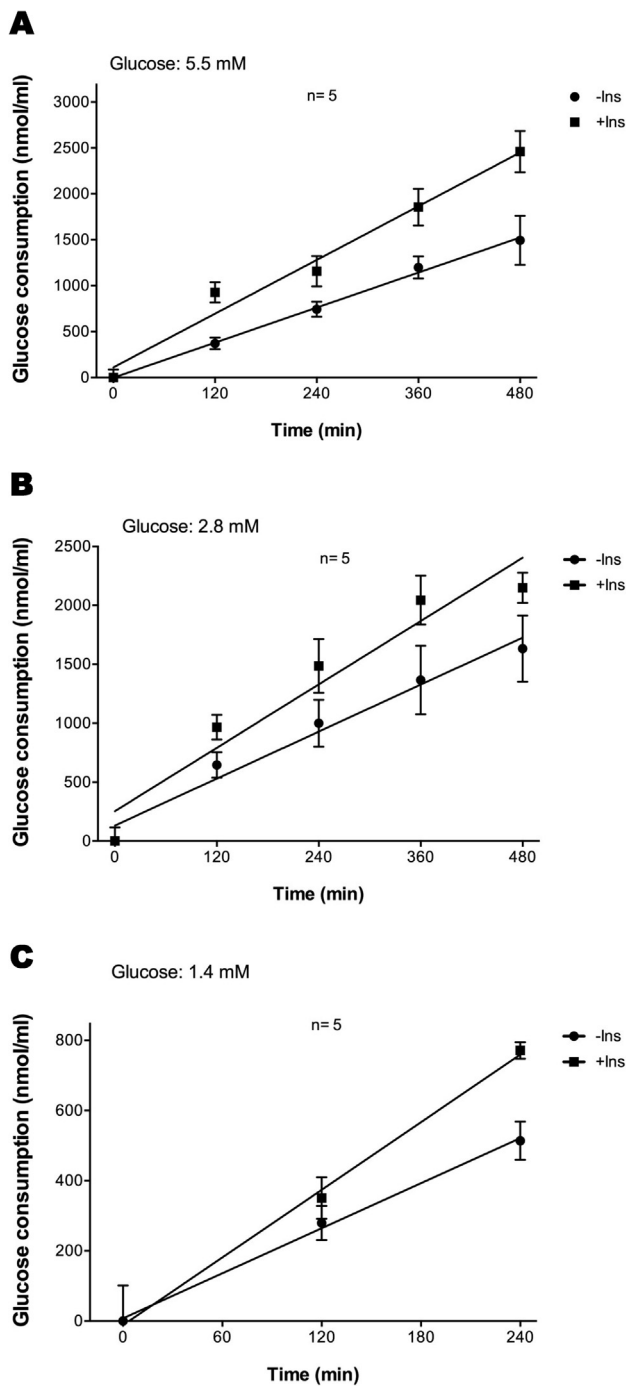 A
Glucose: 5.5 mM
n= 5
-Ins
+Ins
Glucose consumption (nmol/ml)
3000
2500
2000
1500
1000
500
0
0 120 240 360 480
Time (min)
B
Glucose: 2.8 mM
n= 5
-Ins
+Ins
Glucose consumption (nmol/ml)
2500
2000
1500
1000
500
0
0 120 240 360 480
Time (min)
C
Glucose: 1.4 mM
n= 5
-Ins
+Ins
Glucose consumption (nmol/ml)
800
600
400
200
0
0 60 120 180 240
Time (min)